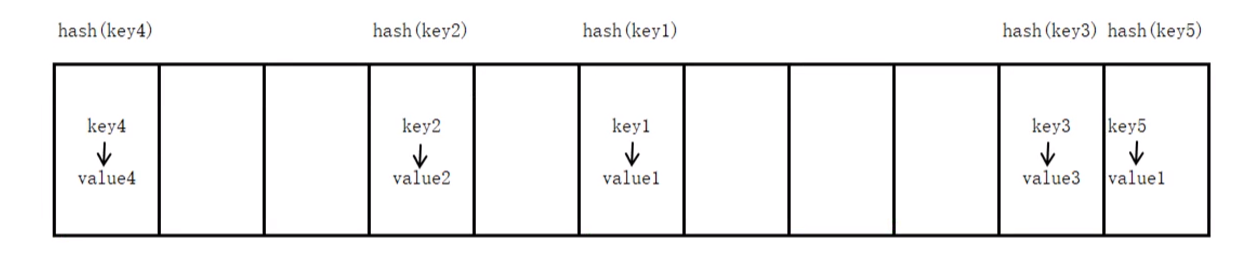 hash(key4) hash(key2) hash(key1) hash(key3) hash(key5)
key4 key2 key1 key3 key5
value4 value2 value1 value3 value1